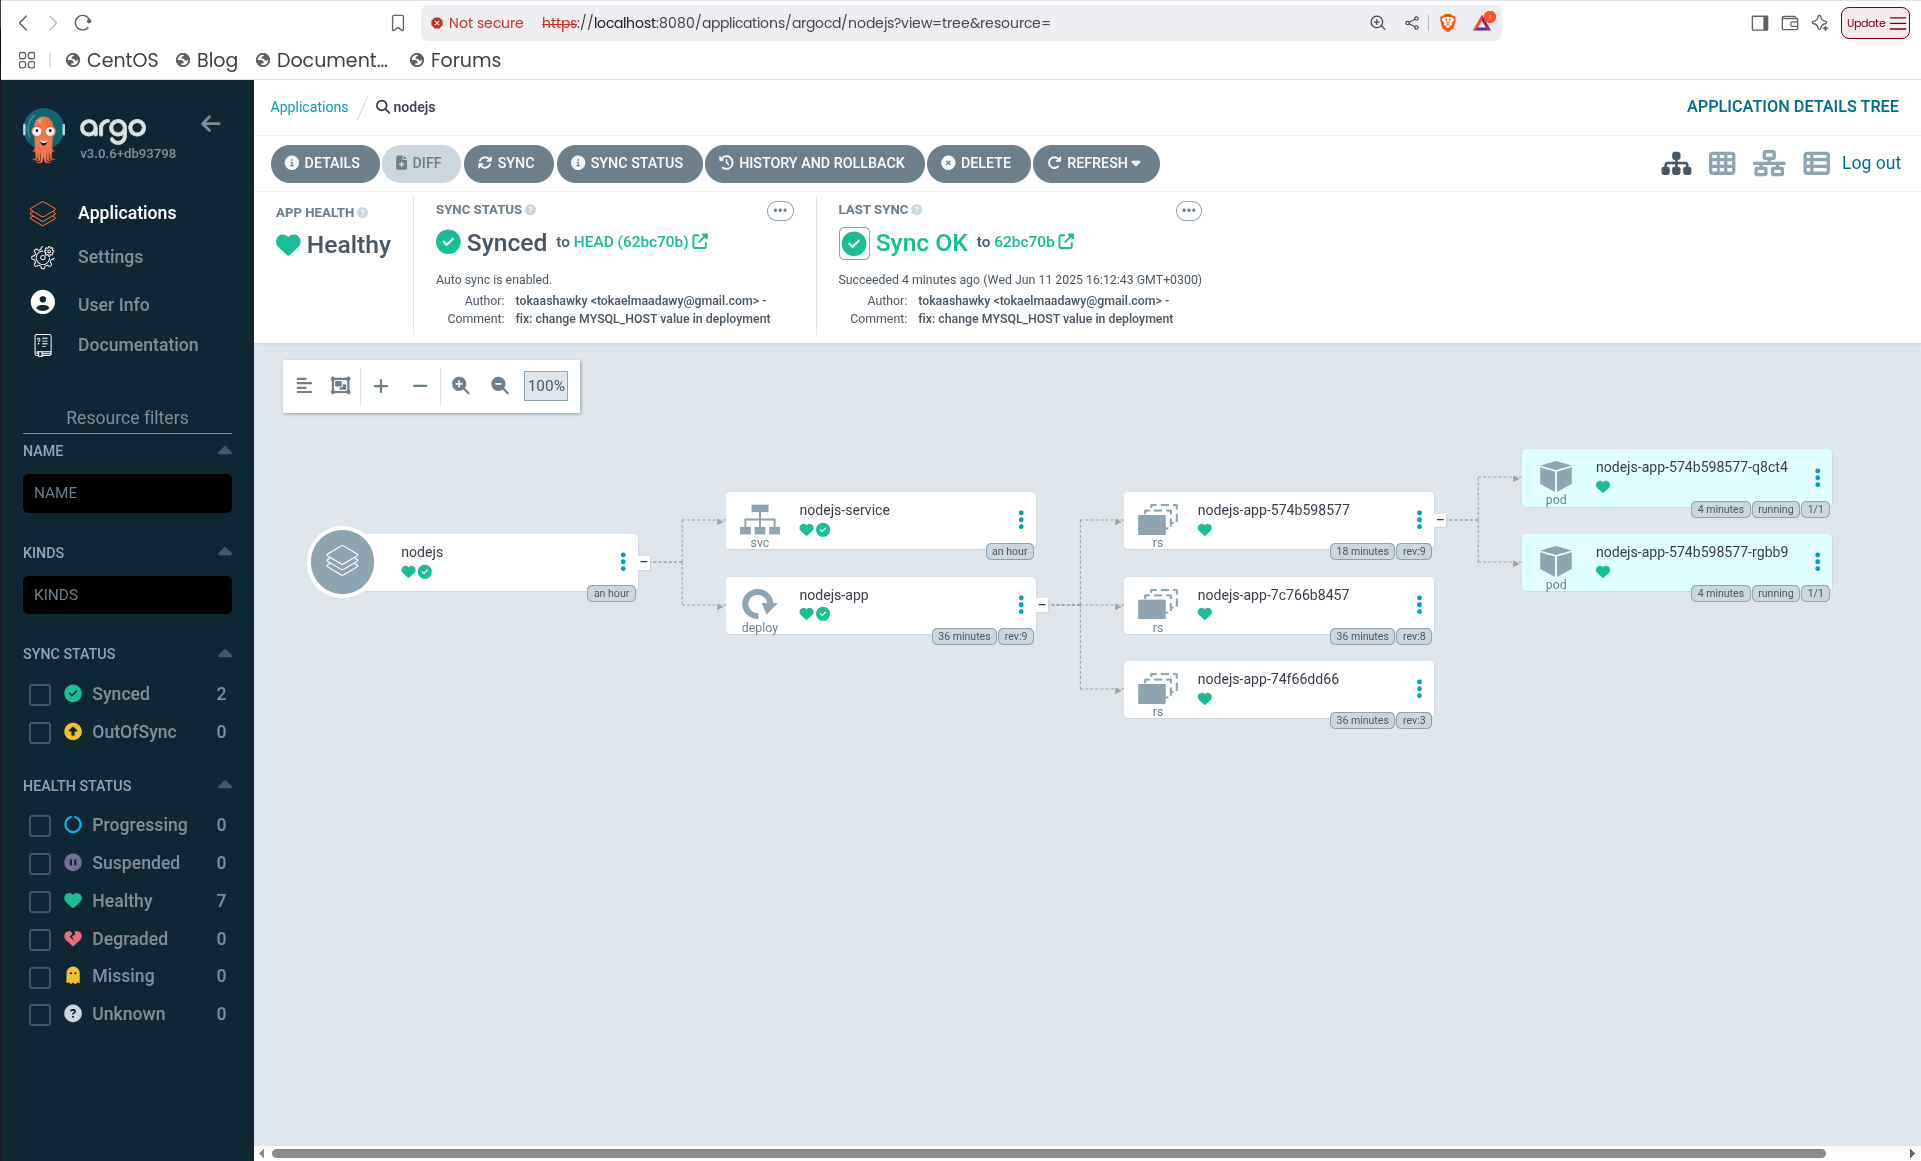 Not secure https://localhost:8080/applications/argocd/nodejs?view=tree&resource=
Update
CentOS Blog Document... Forums
argo
v3.0.6+db93798
Applications
Settings
User Info
Documentation
Resource filters
NAME
NAME
KINDS
KINDS
SYNC STATUS
Synced 2
OutOfSync 0
HEALTH STATUS
Progressing 0
Suspended 0
Healthy 7
Degraded 0
Missing 0
Unknown 0
Applications / nodejs
APPLICATION DETAILS TREE
DETAILS DIFF SYNC SYNC STATUS HISTORY AND ROLLBACK DELETE REFRESH
Log out
APP HEALTH
Healthy
SYNC STATUS
Synced to HEAD (62bc70b)
Auto sync is enabled.
Author: tokaashawky <tokaelmaadawy@gmail.com> -
Comment: fix: change MYSQL_HOST value in deployment
LAST SYNC
Sync OK to 62bc70b
Succeeded 4 minutes ago (Wed Jun 11 2025 16:12:43 GMT+0300)
Author: tokaashawky <tokaelmaadawy@gmail.com> -
Comment: fix: change MYSQL_HOST value in deployment
100%
nodejs
an hour
nodejs-service
svc
an hour
nodejs-app
deploy
36 minutes rev:9
nodejs-app-574b598577
rs
18 minutes rev:9
nodejs-app-7c766b8457
rs
36 minutes rev:8
nodejs-app-74f66dd66
rs
36 minutes rev:3
nodejs-app-574b598577-q8ct4
pod
4 minutes running 1/1
nodejs-app-574b598577-rgbb9
pod
4 minutes running 1/1